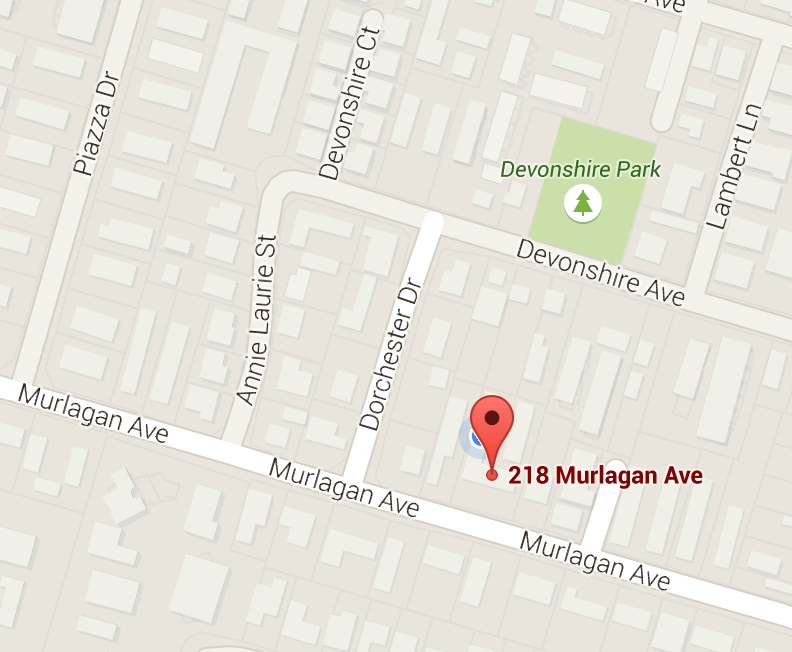 Ave
Devonshire Ct
Piazza Dr
Lambert Ln
Devonshire Park
Annie Laurie St
Devonshire Ave
Dorchester Dr
Murlagan Ave
Murlagan Ave
218 Murlagan Ave
Murlagan Ave